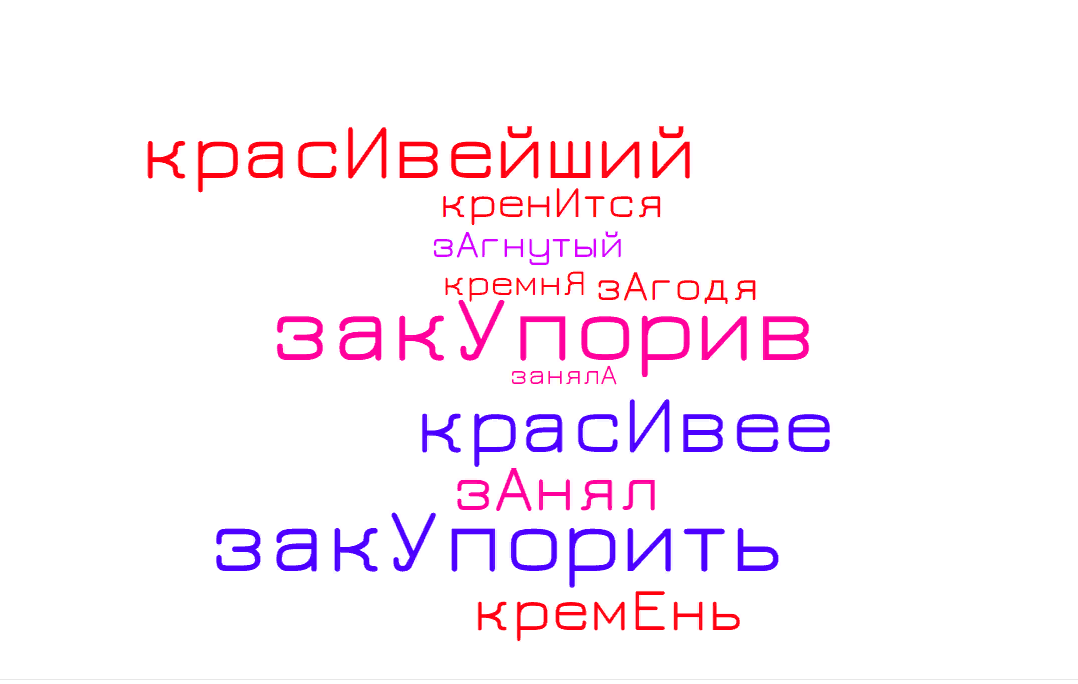 красИвейший
кренИтся
зАгнутый
кремнЯ зАгодя
закУпорив
занялА
красИвее
зАнял
закУпорить
кремЕнь